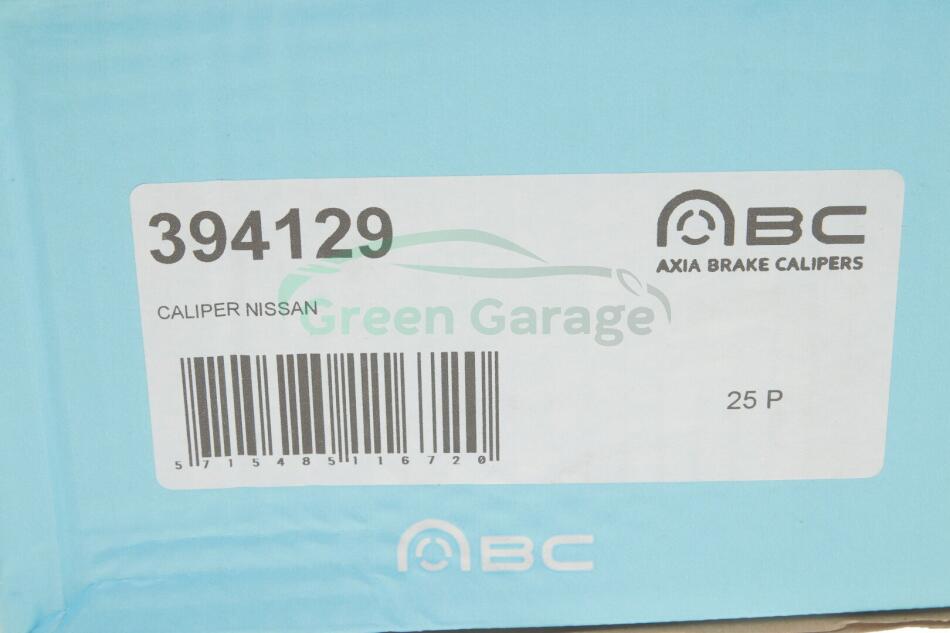 394129
ABC
AXIA BRAKE CALIPERS
CALIPER NISSAN
Green Garage
25 P
5715485116720
ABC